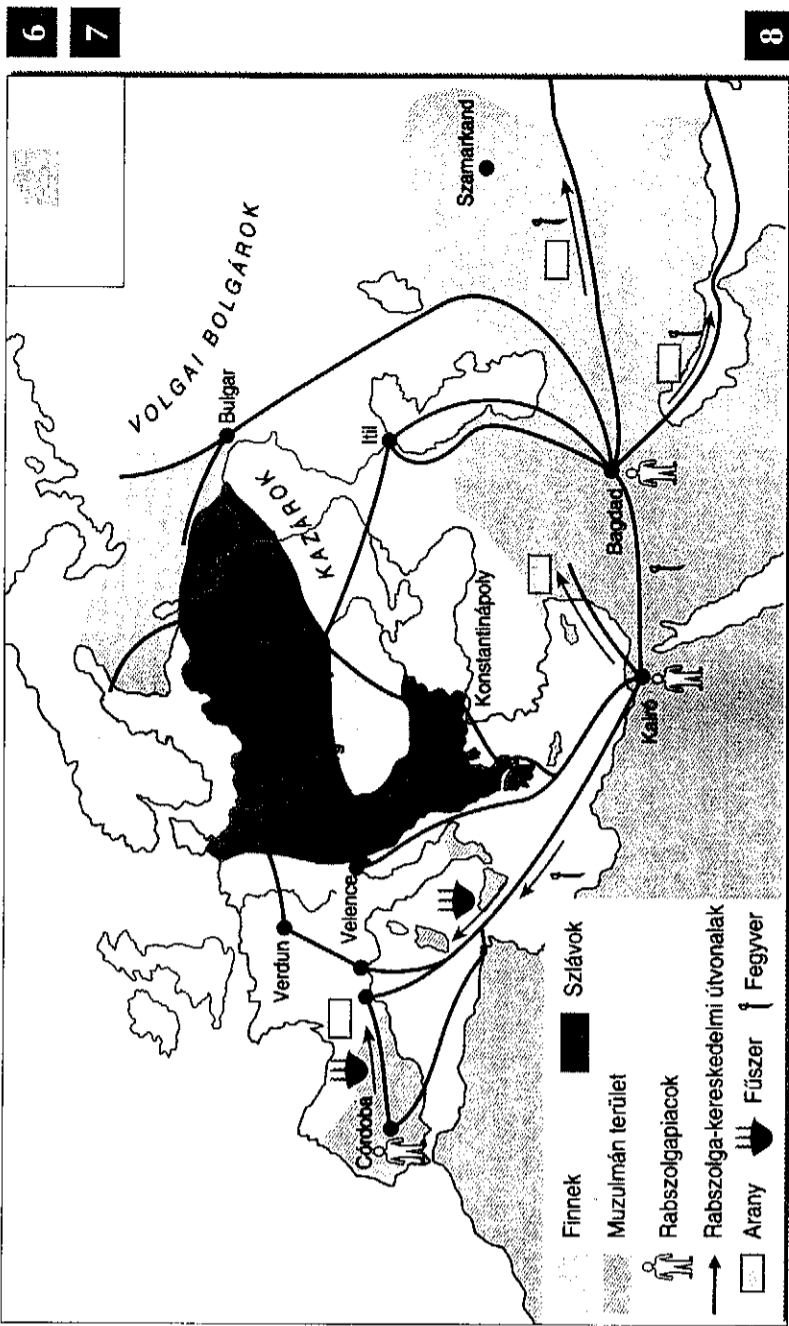 6
7
8
VOLGAI BOLGÁROK
Bulgar
KAZÁROK
Itil
Szamarkand
Konstantinápoly
Bagdad
Kairó
Verdun
Velence
Córdoba
Finnek
Szlávok
Muzulmán terület
Rabszolgapiacok
Rabszolga-kereskedelmi útvonalak
Arany
Fűszer
Fegyver